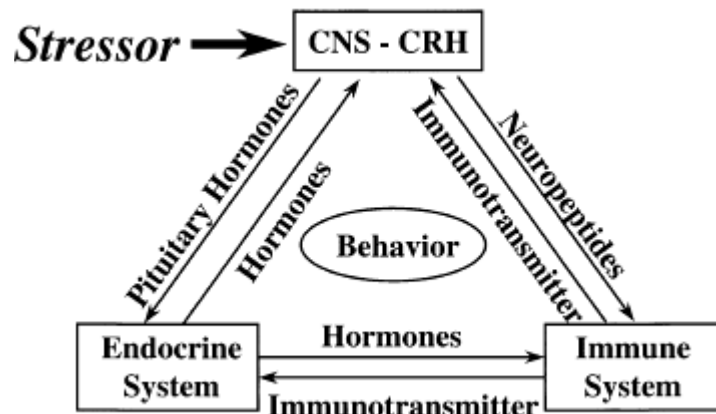 Stressor
CNS - CRH
Pituitary Hormones
Hormones
Immunotransmitter
Neuropeptides
Behavior
Endocrine
System
Hormones
Immunotransmitter
Immune
System